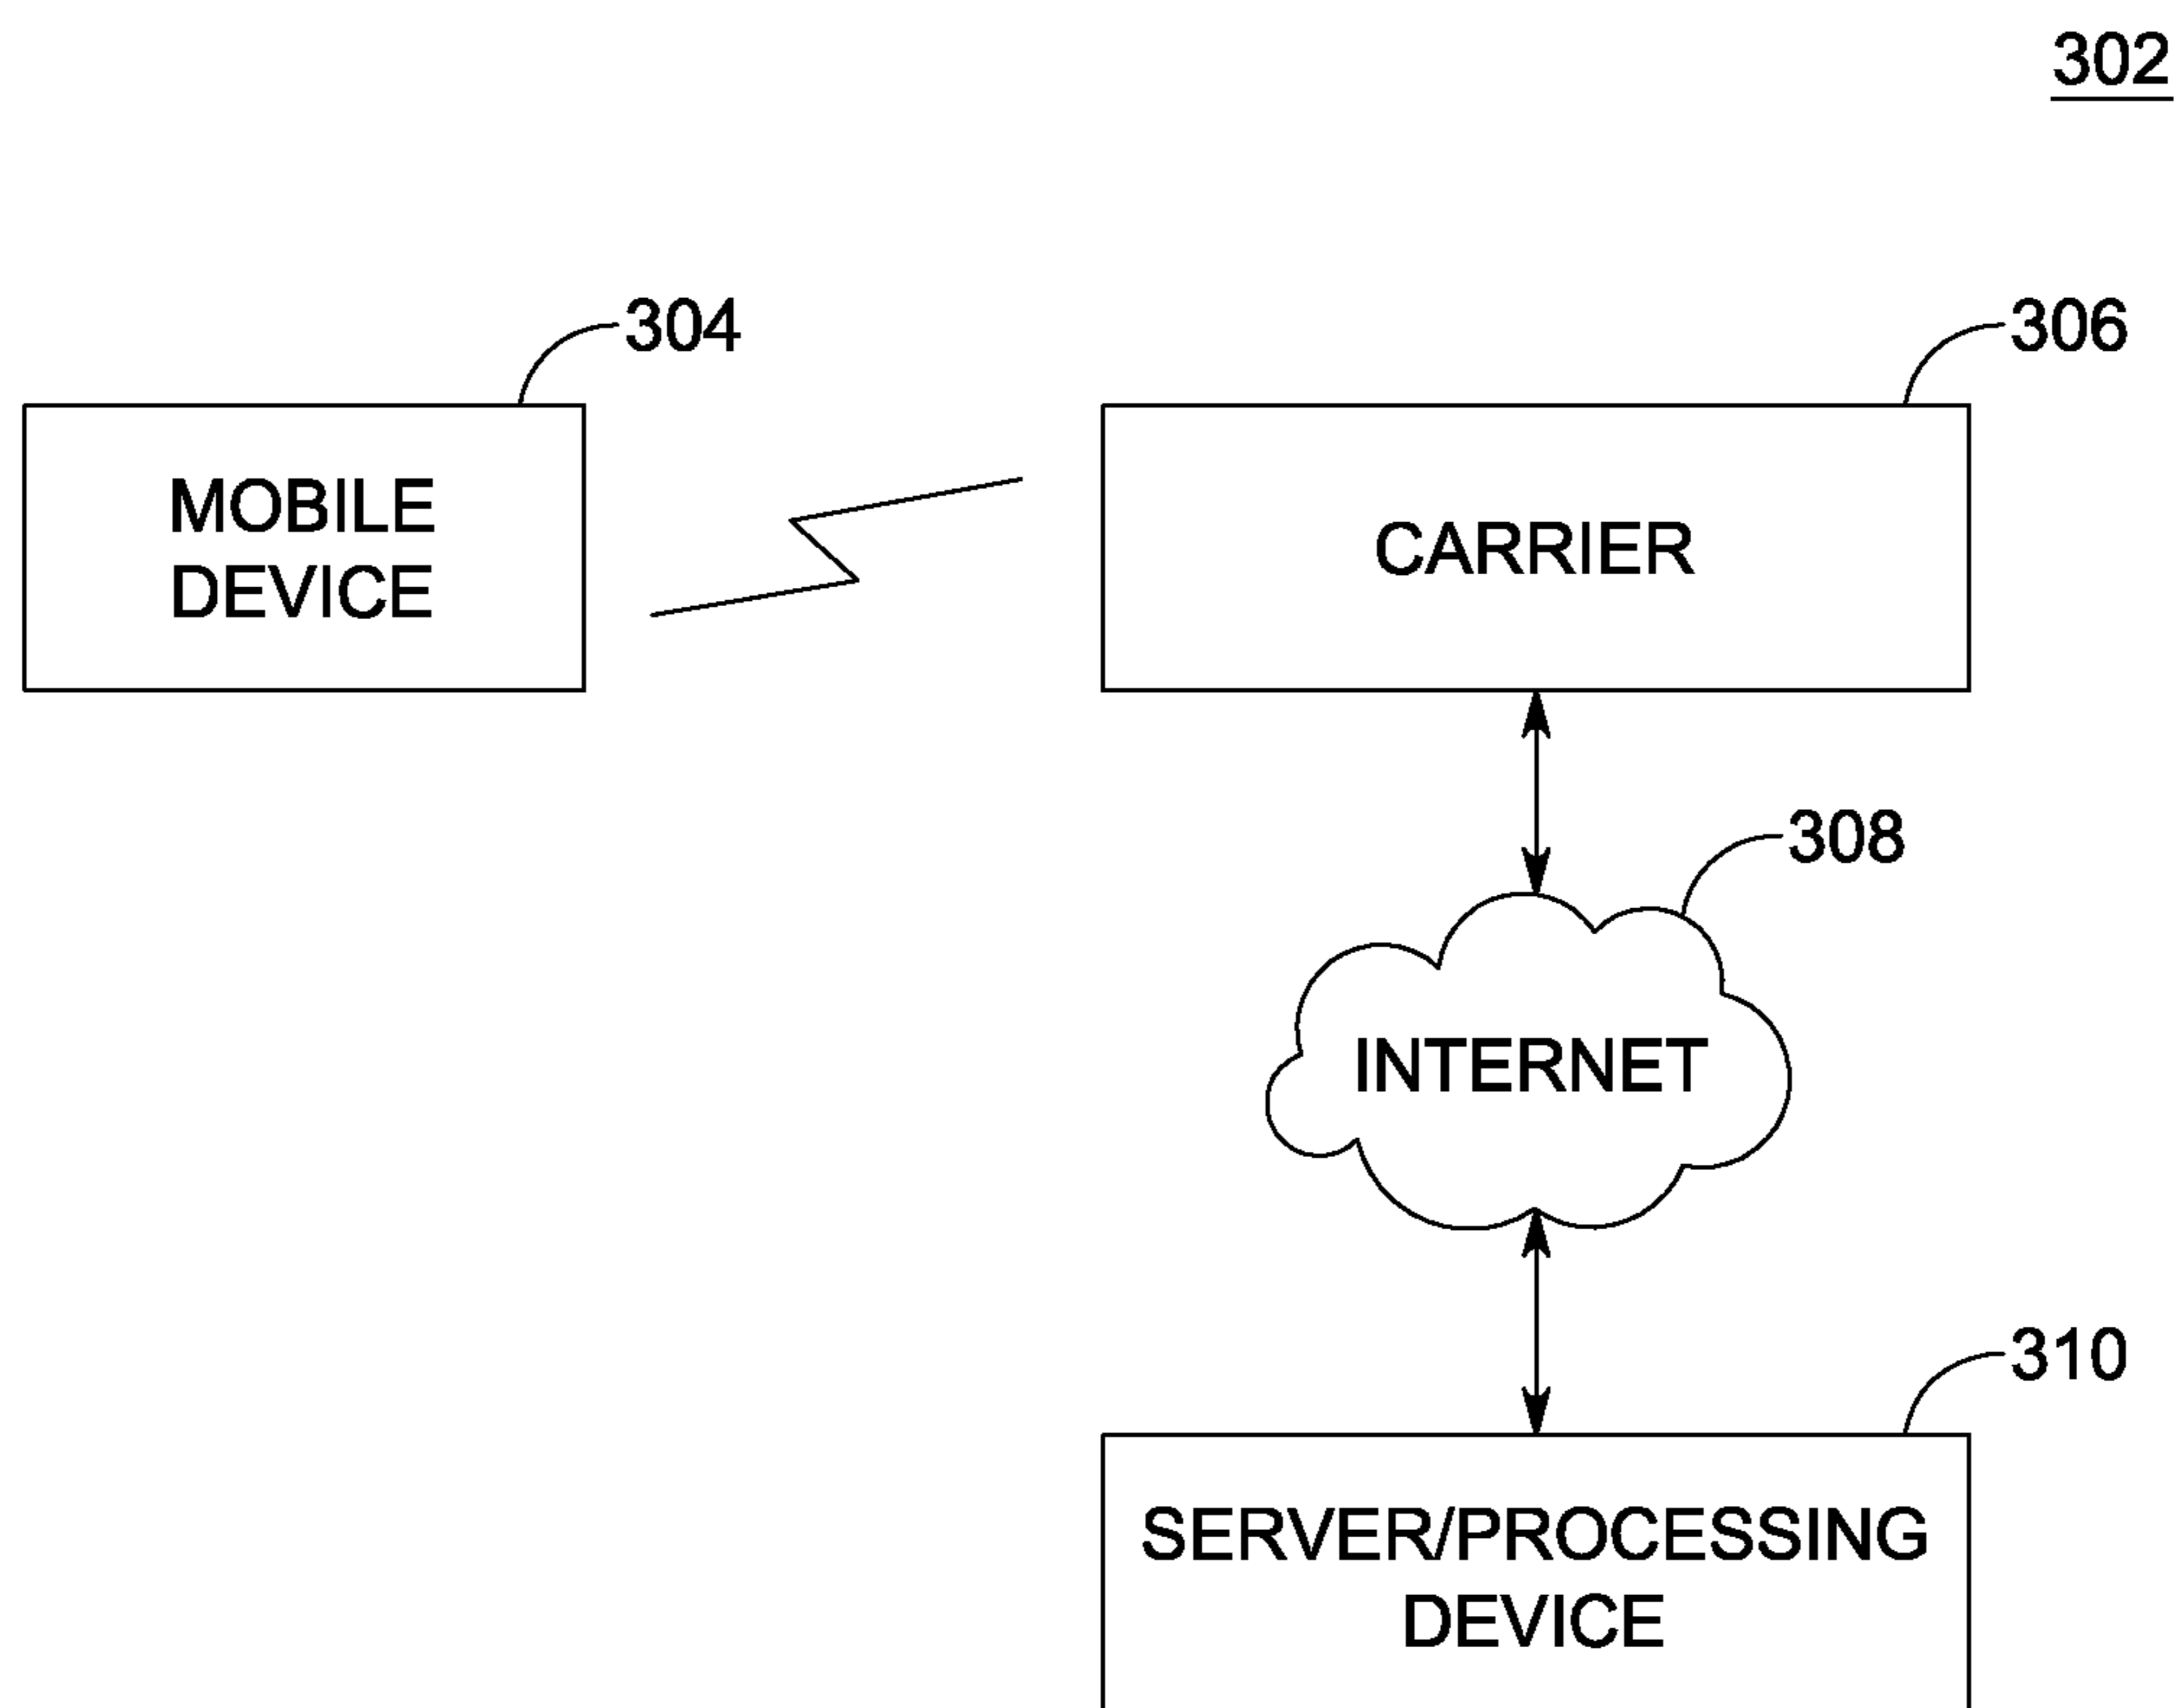 302
304
306
MOBILE
DEVICE
CARRIER
308
INTERNET
310
SERVER/PROCESSING
DEVICE